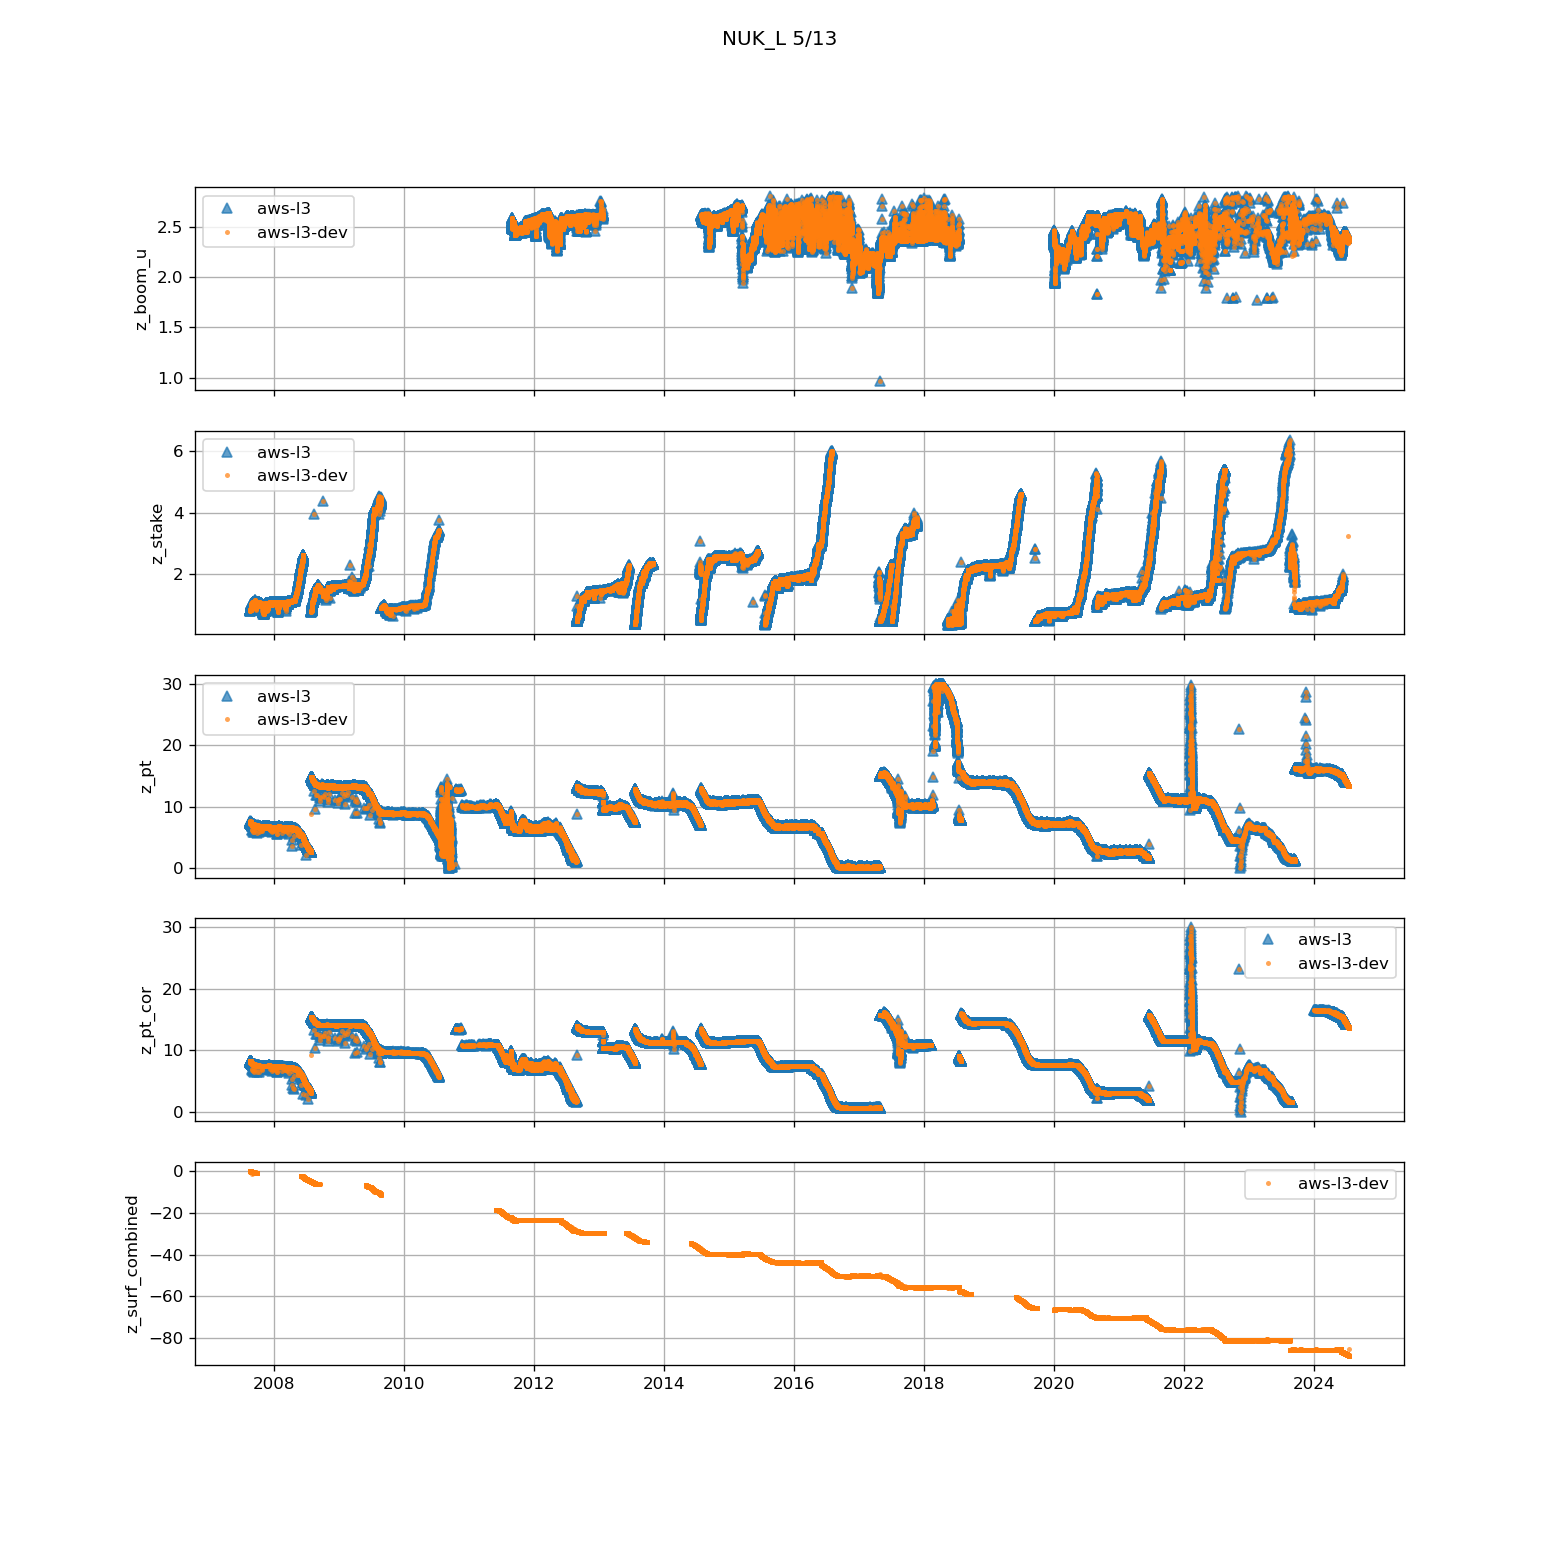 NUK_L 5/13
z_boom_u
2.5
2.0
1.5
1.0
aws-l3
aws-l3-dev
z_stake
6
4
2
aws-l3
aws-l3-dev
z_pt
30
20
10
0
aws-l3
aws-l3-dev
z_pt_cor
30
20
10
0
aws-l3
aws-l3-dev
z_surf_combined
0
−20
−40
−60
−80
aws-l3-dev
2008 2010 2012 2014 2016 2018 2020 2022 2024